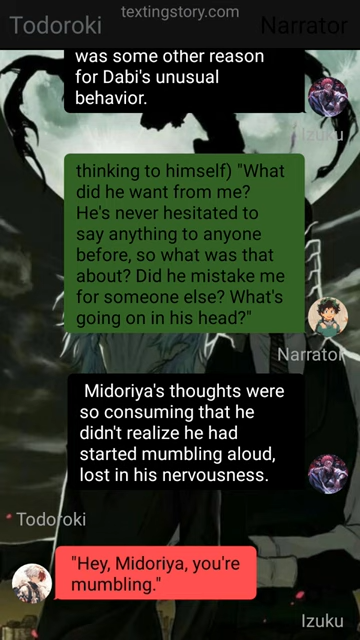 textingstory.com
Todoroki
Narrator
was some other reason
for Dabi's unusual
behavior.
Izuku
thinking to himself) "What
did he want from me?
He's never hesitated to
say anything to anyone
before, so what was that
about? Did he mistake me
for someone else? What's
going on in his head?"
Narrator
Midoriya's thoughts were
so consuming that he
didn't realize he had
started mumbling aloud,
lost in his nervousness.
Todoroki
"Hey, Midoriya, you're
mumbling."
Izuku